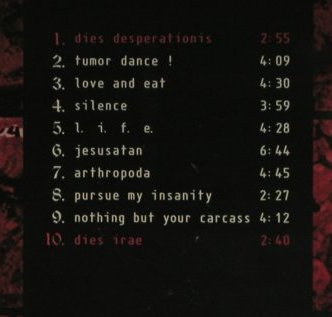 1. dies desperationis 2:55
2. tumor dance ! 4:09
3. love and eat 4:30
4. silence 3:59
5. l. i. f. e. 4:28
6. jesusatan 6:44
7. arthropoda 4:45
8. pursue my insanity 2:27
9. nothing but your carcass 4:12
10. dies irae 2:40